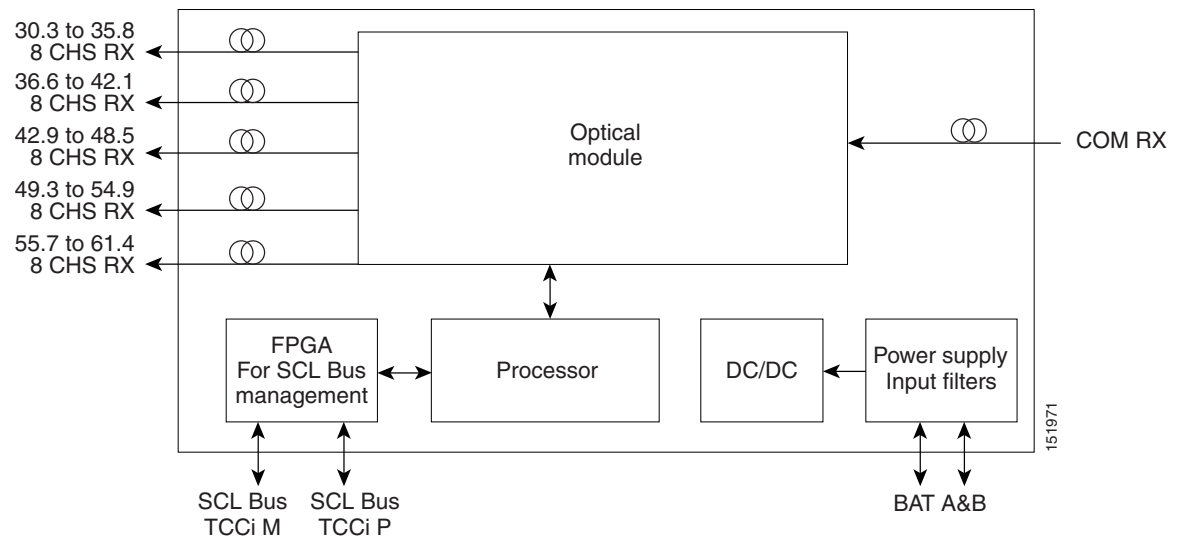 30.3 to 35.8
8 CHS RX
36.6 to 42.1
8 CHS RX
42.9 to 48.5
8 CHS RX
49.3 to 54.9
8 CHS RX
55.7 to 61.4
8 CHS RX
Optical
module
COM RX
FPGA
For SCL Bus
management
Processor
DC/DC
Power supply
Input filters
151971
SCL Bus
TCCi M
SCL Bus
TCCi P
BAT A&B